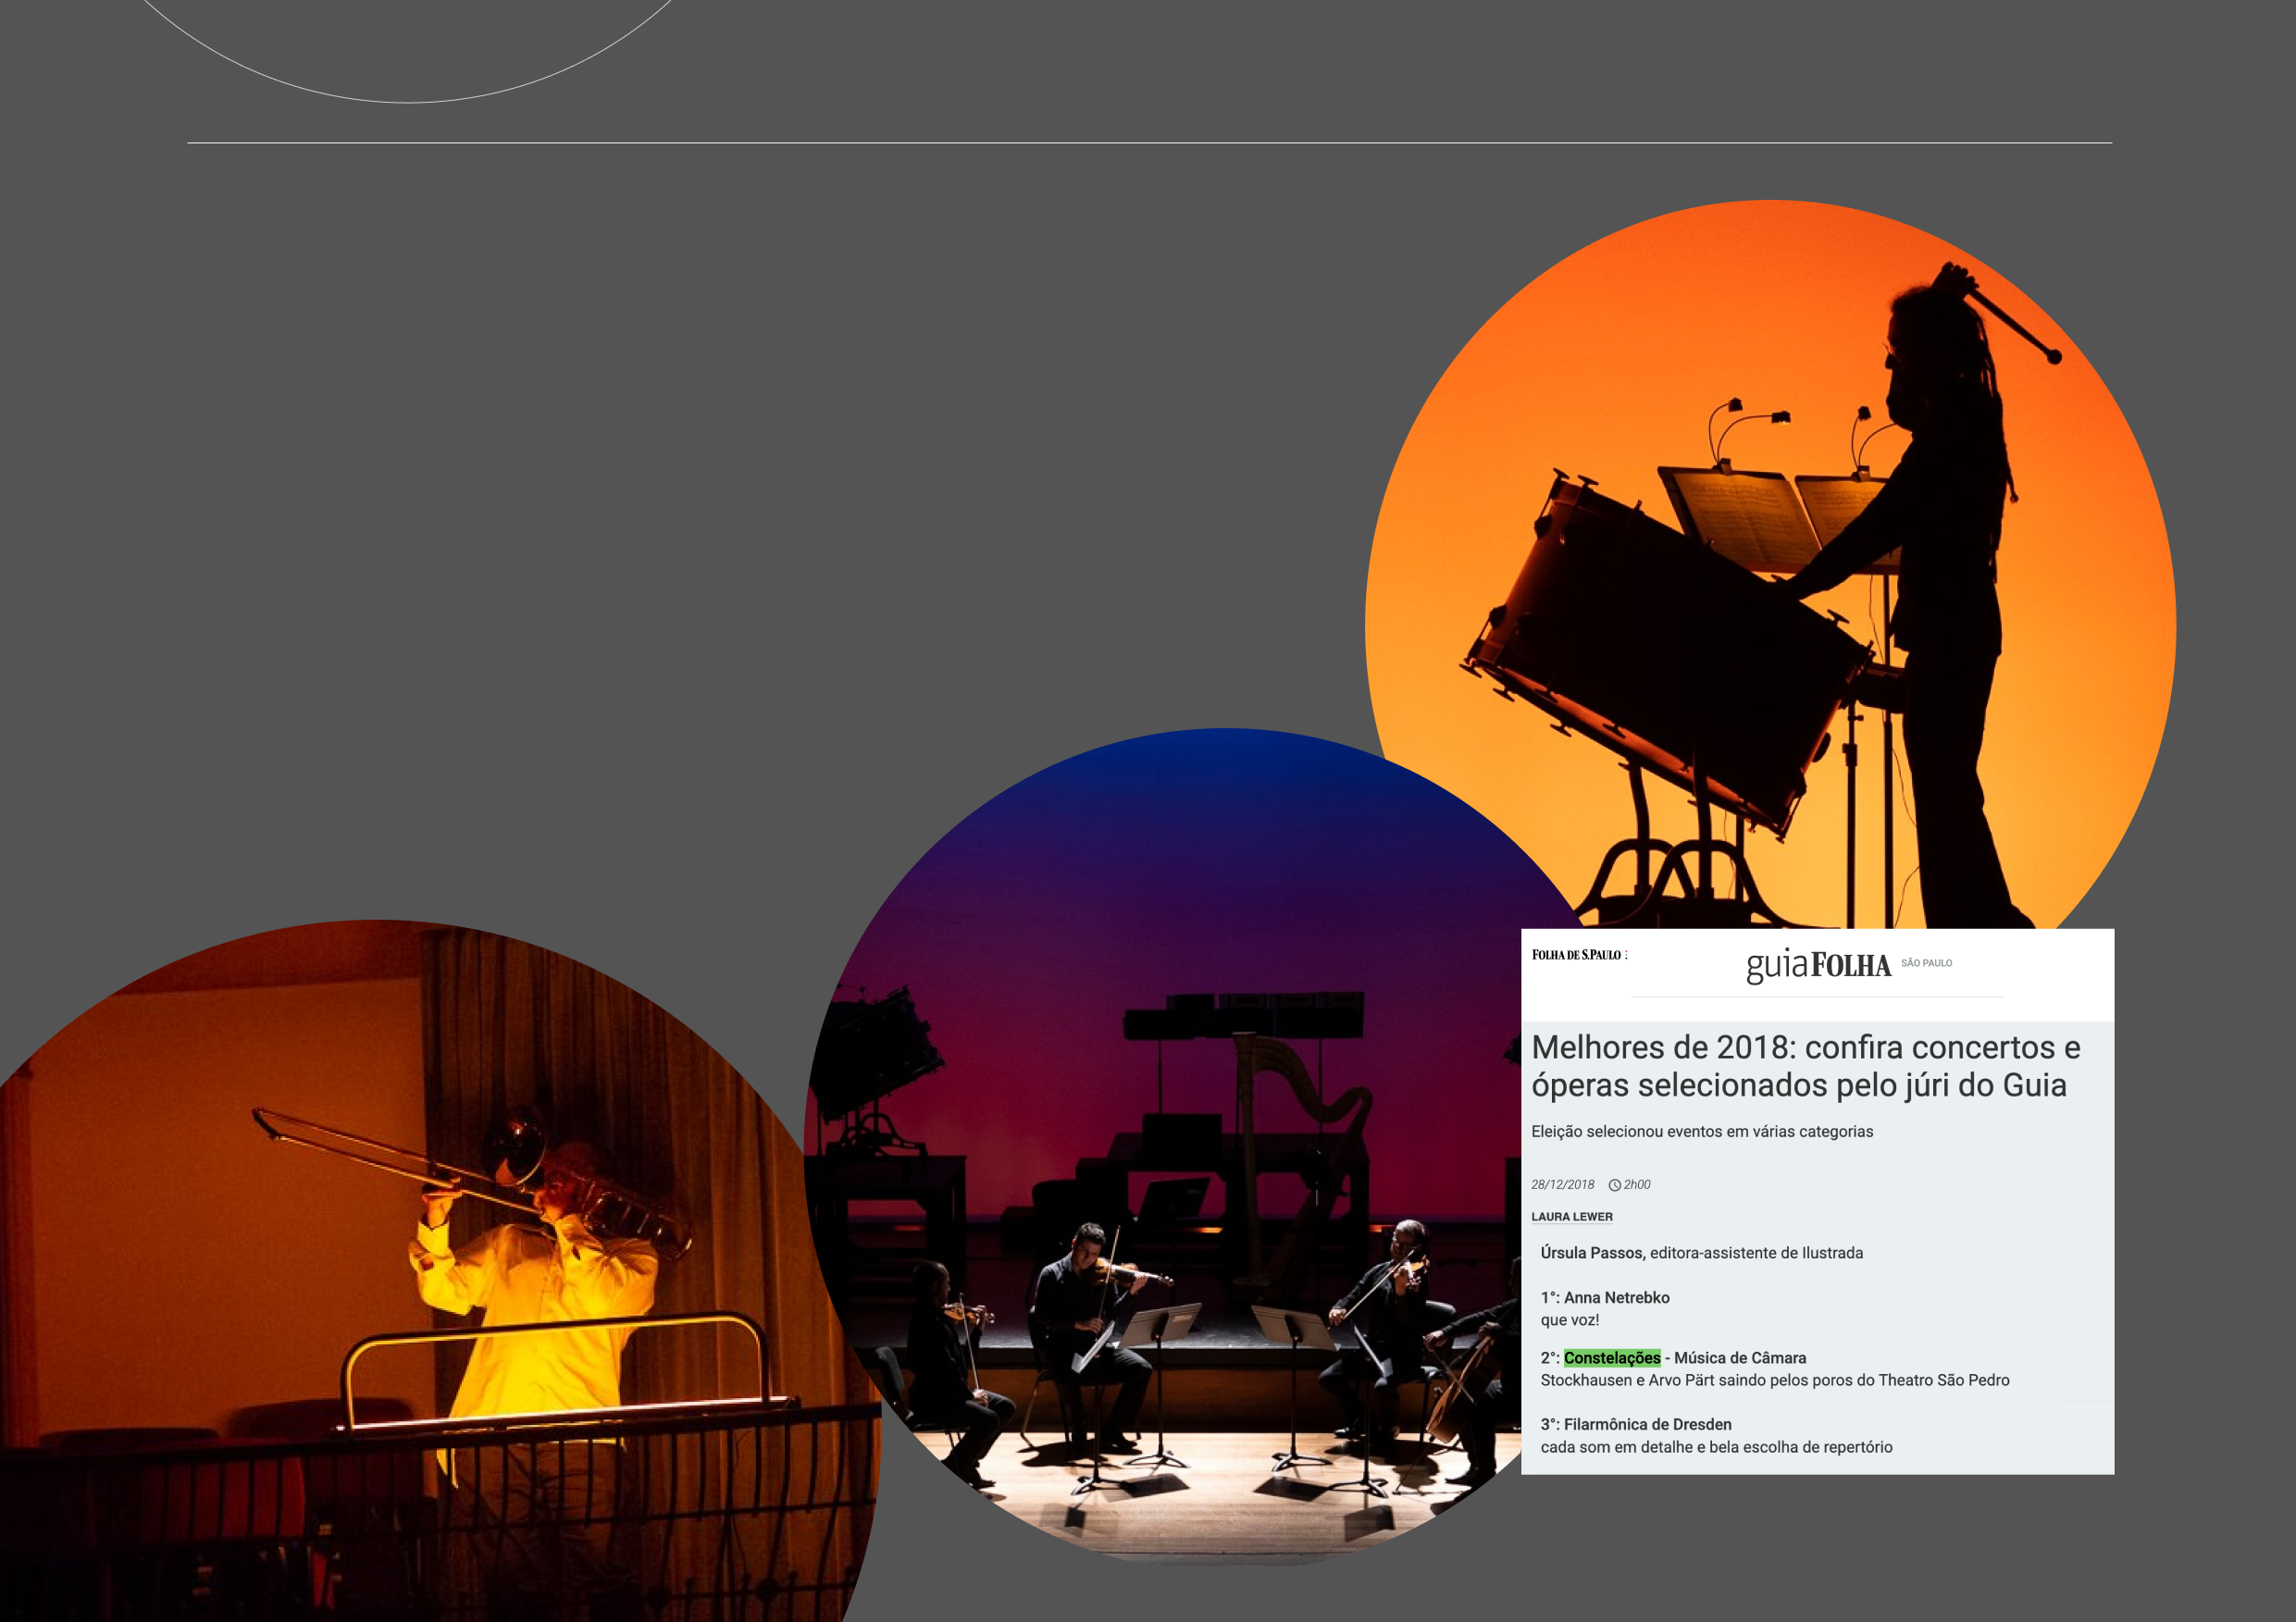 FOLHA DE S.PAULO
guiaFOLHA SÃO PAULO
Melhores de 2018: confira concertos e
óperas selecionados pelo júri do Guia
Eleição selecionou eventos em várias categorias
28/12/2018 2h00
LAURA LEWER
Úrsula Passos, editora-assistente de Ilustrada
1°: Anna Netrebko
que voz!
2°: Constelações - Música de Câmara
Stockhausen e Arvo Pärt saindo pelos poros do Theatro São Pedro
3°: Filarmônica de Dresden
cada som em detalhe e bela escolha de repertório